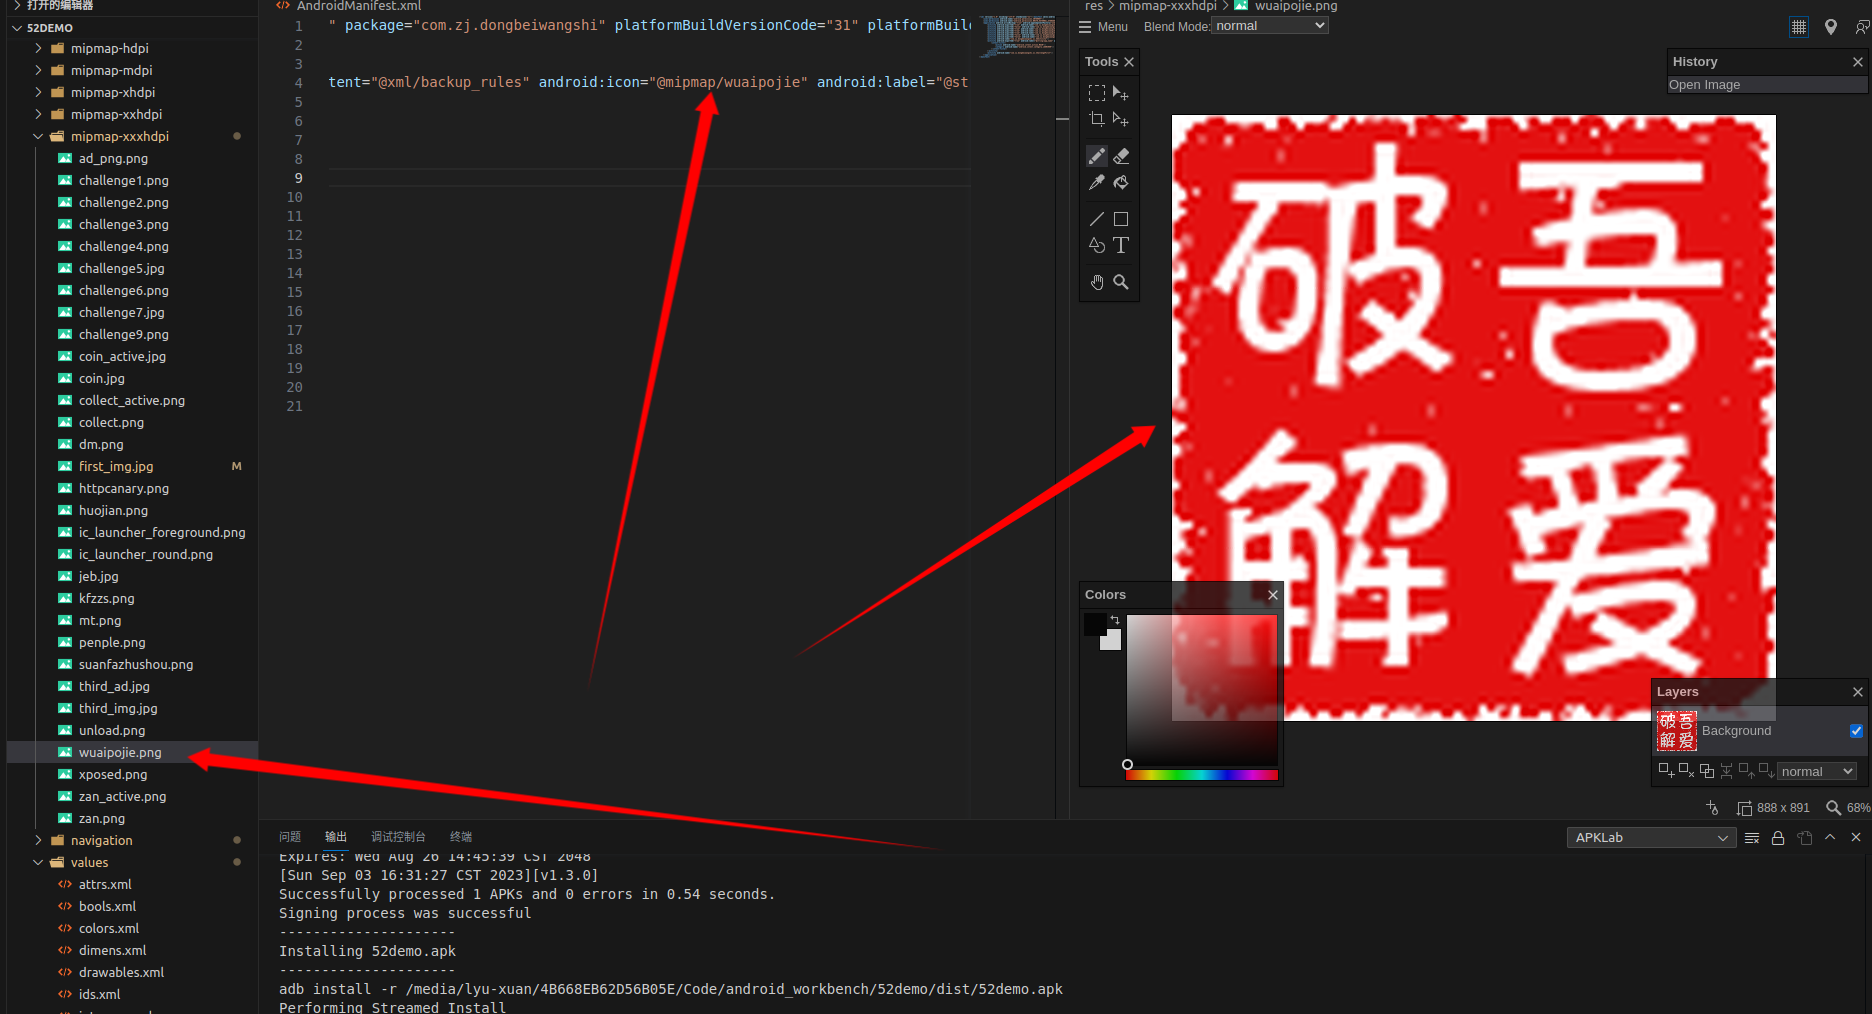 打开的编辑器
52DEMO
mipmap-hdpi
mipmap-mdpi
mipmap-xhdpi
mipmap-xxhdpi
mipmap-xxxhdpi
ad_png.png
challenge1.png
challenge2.png
challenge3.png
challenge4.png
challenge5.jpg
challenge6.png
challenge7.jpg
challenge9.png
coin_active.jpg
coin.jpg
collect_active.png
collect.png
dm.png
first_img.jpg M
httpcanary.png
huojian.png
ic_launcher_foreground.png
ic_launcher_round.png
jeb.jpg
kfzzs.png
mt.png
penple.png
suanfazhushou.png
third_ad.jpg
third_img.jpg
unload.png
wuaipojie.png
xposed.png
zan_active.png
zan.png
navigation
values
attrs.xml
bools.xml
colors.xml
dimens.xml
drawables.xml
ids.xml
AndroidManifest.xml
1 " package="com.zj.dongbeiwangshi" platformBuildVersionCode="31" platformBuild
2
3
4 tent="@xml/backup_rules" android:icon="@mipmap/wuaipojie" android:label="@st
5
6
7
8
9
10
11
12
13
14
15
16
17
18
19
20
21
res > mipmap-xxxhdpi > wuaipojie.png
Menu Blend Mode: normal
Tools
History
Open Image
吾爱
破解
Colors
Layers
Background
normal
888 x 891 68%
问题 输出 调试控制台 终端
APKLab
Expires: Wed Aug 26 14:45:39 CST 2048
[Sun Sep 03 16:31:27 CST 2023][v1.3.0]
Successfully processed 1 APKs and 0 errors in 0.54 seconds.
Signing process was successful
---------------------
Installing 52demo.apk
---------------------
adb install -r /media/lyu-xuan/4B668EB62D56B05E/Code/android_workbench/52demo/dist/52demo.apk
Performing Streamed Install